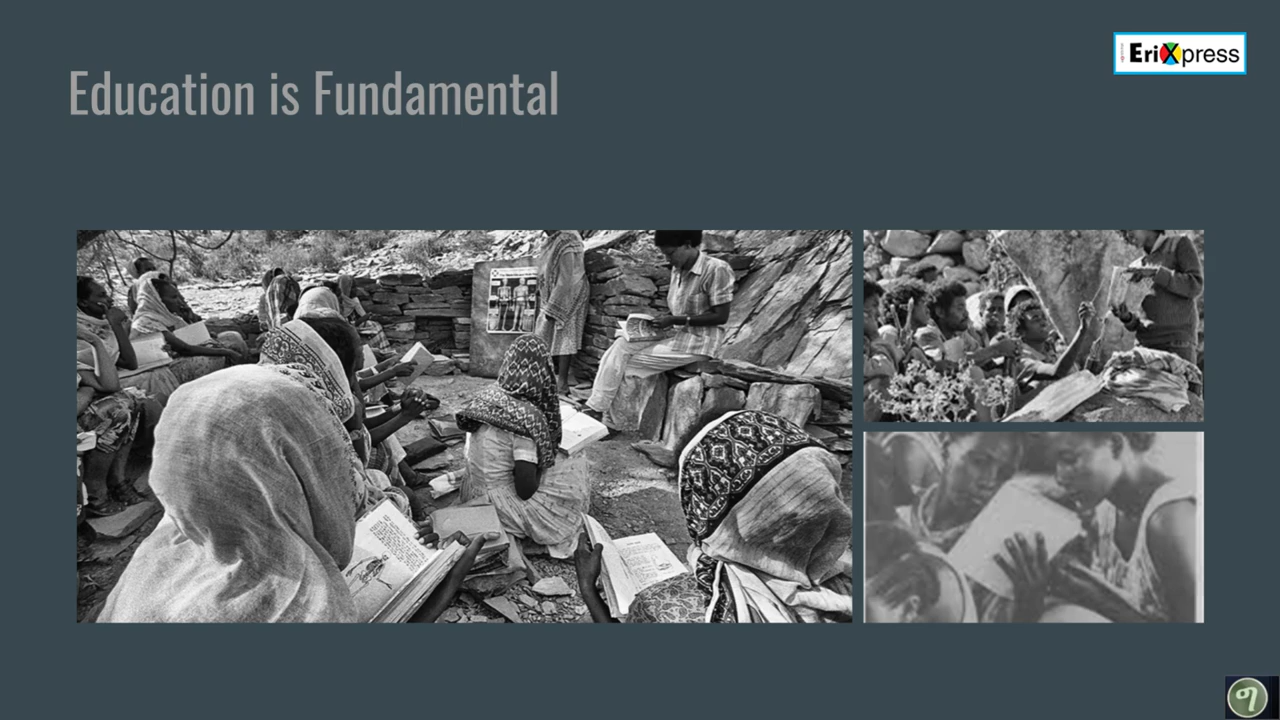 Education is Fundamental
EriXpress
ግ